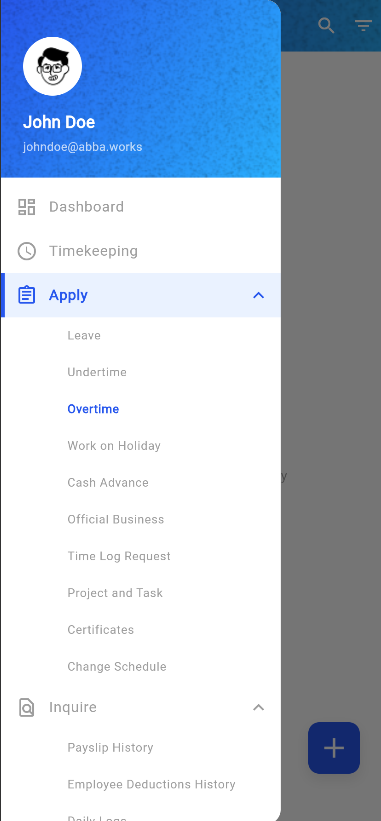 John Doe
johndoe@abba.works
Dashboard
Timekeeping
Apply
Leave
Undertime
Overtime
Work on Holiday
Cash Advance
Official Business
Time Log Request
Project and Task
Certificates
Change Schedule
Inquire
Payslip History
Employee Deductions History